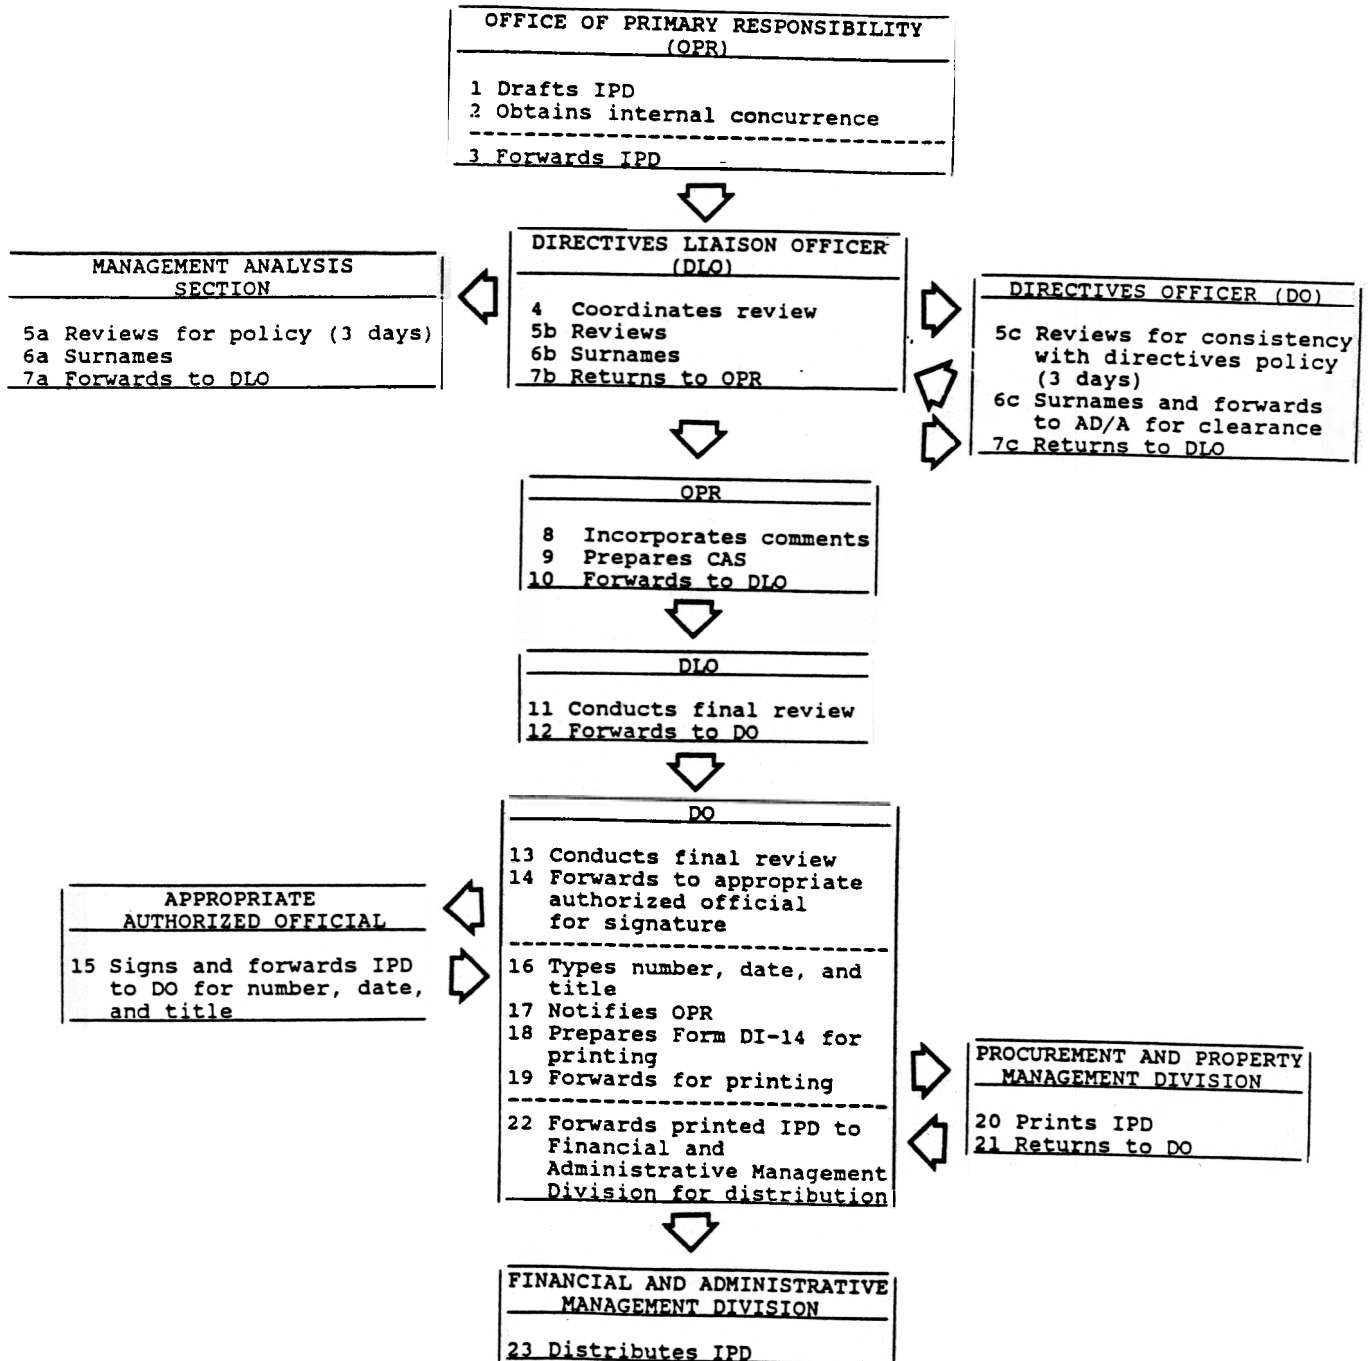 OFFICE OF PRIMARY RESPONSIBILITY
(OPR)
1 Drafts IPD
2 Obtains internal concurrence
3 Forwards IPD
DIRECTIVES LIAISON OFFICER
(DLO)
4 Coordinates review
5b Reviews
6b Surnames
7b Returns to OPR
MANAGEMENT ANALYSIS
SECTION
5a Reviews for policy (3 days)
6a Surnames
7a Forwards to DLO
DIRECTIVES OFFICER (DO)
5c Reviews for consistency
with directives policy
(3 days)
6c Surnames and forwards
to AD/A for clearance
7c Returns to DLO
OPR
8 Incorporates comments
9 Prepares CAS
10 Forwards to DLO
DLO
11 Conducts final review
12 Forwards to DO
DO
13 Conducts final review
14 Forwards to appropriate
authorized official
for signature
APPROPRIATE
AUTHORIZED OFFICIAL
15 Signs and forwards IPD
to DO for number, date,
and title
16 Types number, date, and
title
17 Notifies OPR
18 Prepares Form DI-14 for
printing
19 Forwards for printing
PROCUREMENT AND PROPERTY
MANAGEMENT DIVISION
20 Prints IPD
21 Returns to DO
22 Forwards printed IPD to
Financial and
Administrative Management
Division for distribution
FINANCIAL AND ADMINISTRATIVE
MANAGEMENT DIVISION
23 Distributes IPD